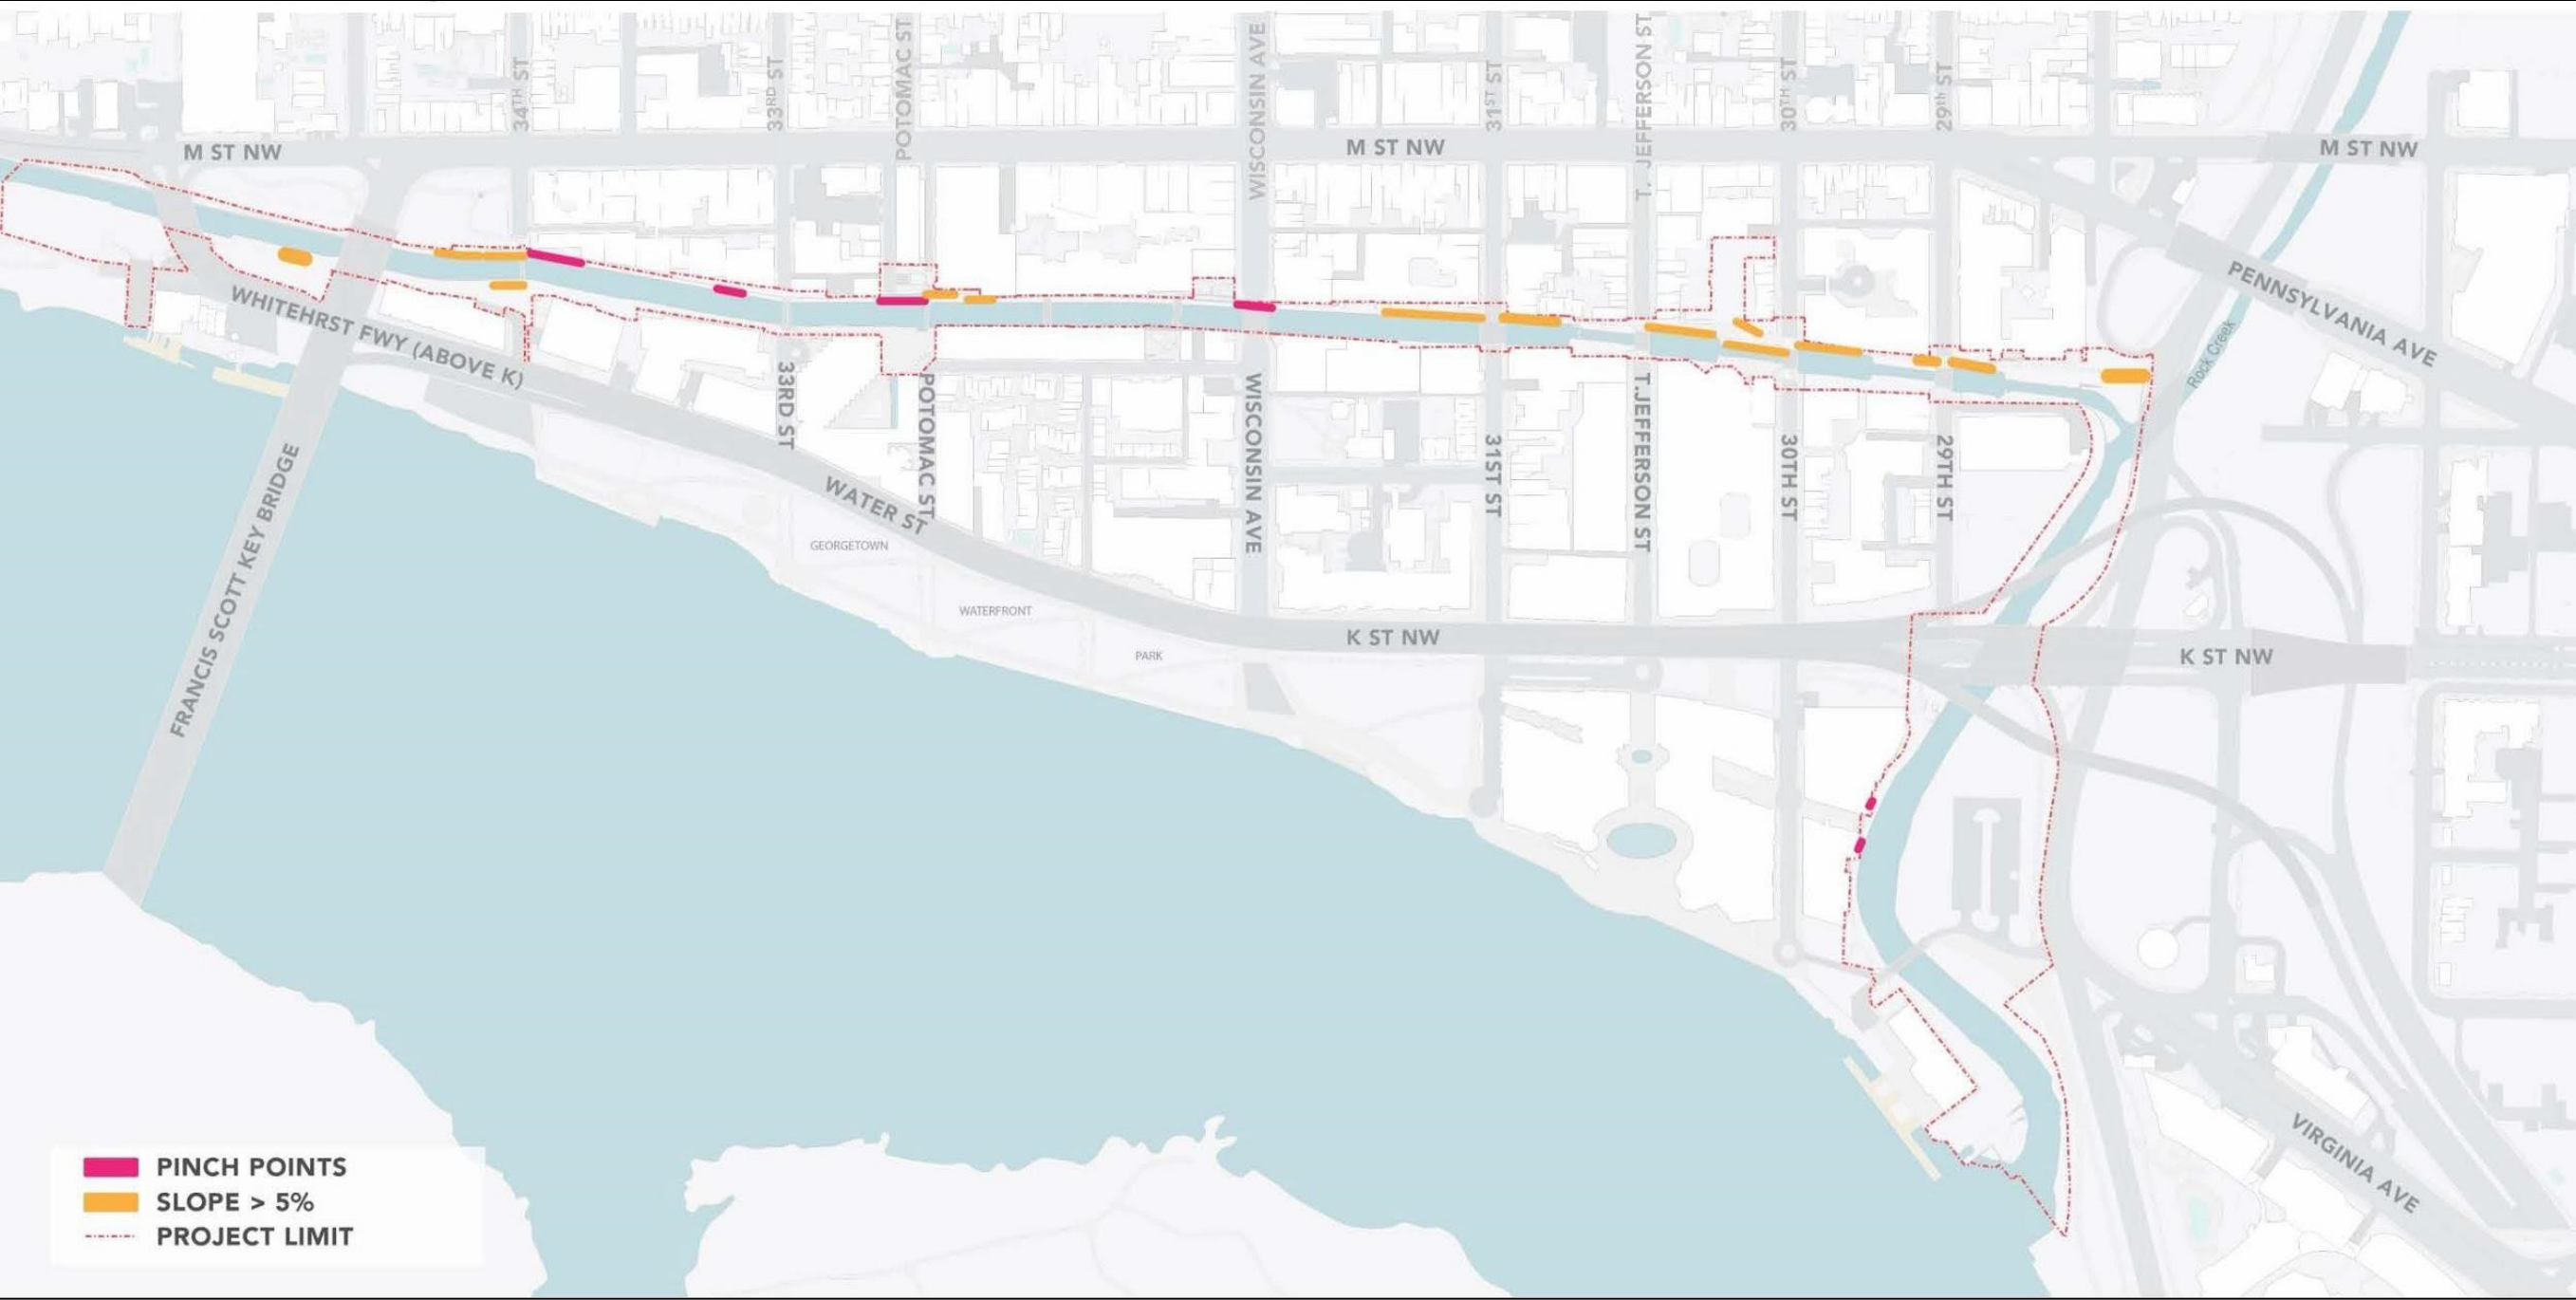 34TH ST
33RD ST
POTOMAC ST
WISCONSIN AVE
31ST ST
T. JEFFERSON ST
30TH ST
29th ST
M ST NW
M ST NW
M ST NW
PENNSYLVANIA AVE
Rock Creek
WHITEHRST FWY (ABOVE K)
33RD ST
POTOMAC ST
WISCONSIN AVE
31ST ST
T.JEFFERSON ST
30TH ST
29TH ST
FRANCIS SCOTT KEY BRIDGE
WATER ST
GEORGETOWN
WATERFRONT
PARK
K ST NW
K ST NW
VIRGINIA AVE
PINCH POINTS
SLOPE > 5%
PROJECT LIMIT